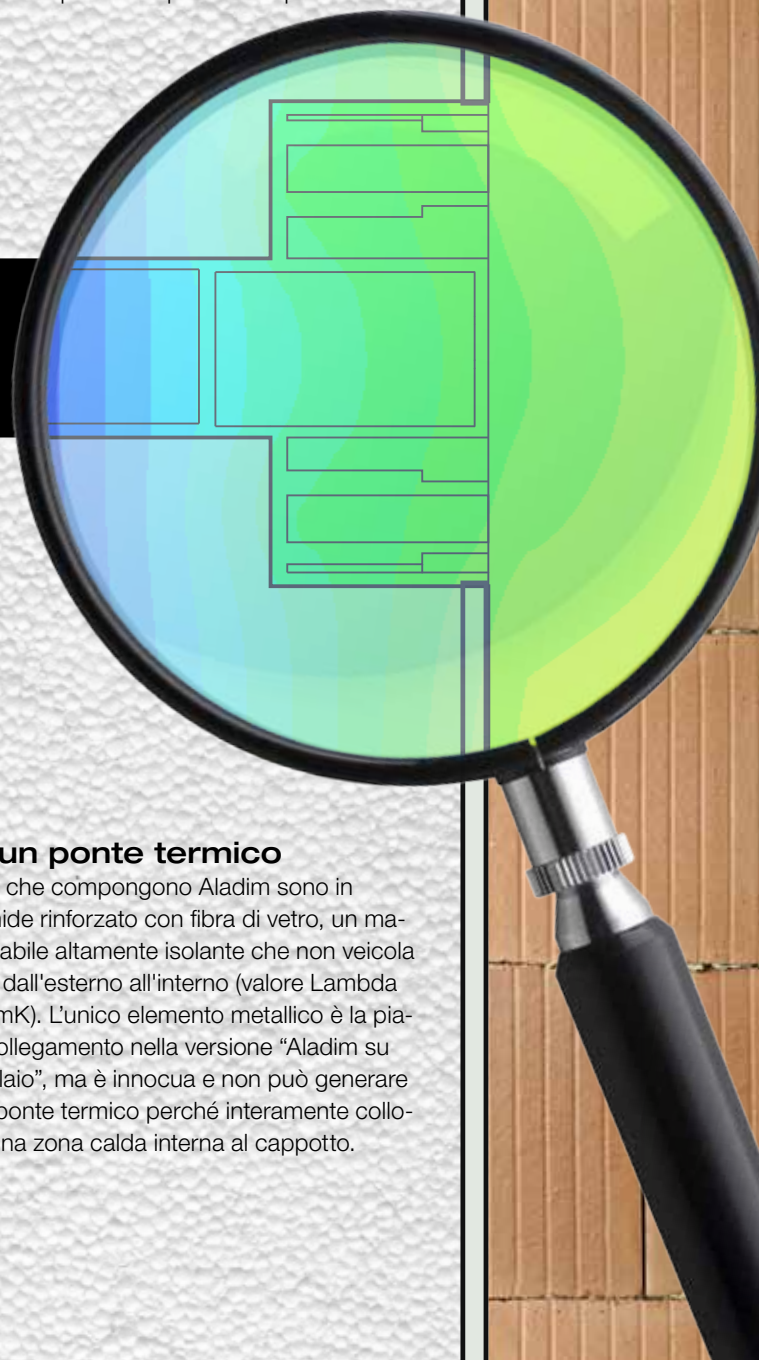 un ponte termico
che compongono Aladim sono in
ide rinforzato con fibra di vetro, un ma-
abile altamente isolante che non veicola
dall'esterno all'interno (valore Lambda
mK). L'unico elemento metallico è la pia-
ollegamento nella versione “Aladim su
laio”, ma è innocua e non può generare
ponte termico perché interamente collo-
na zona calda interna al cappotto.